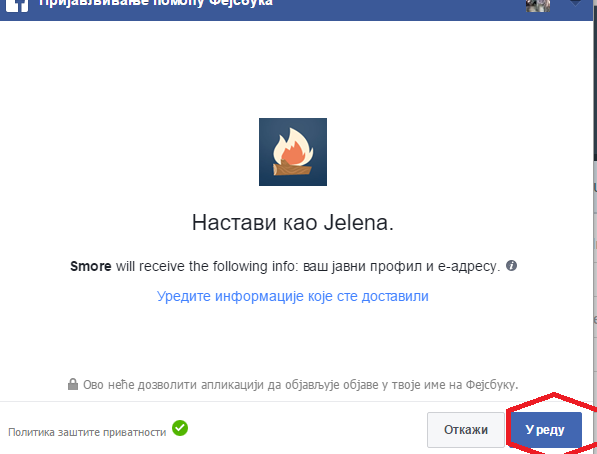 Пријављивање помоћу Фејсбука
Настави као Jelena.
Smore will receive the following info: ваш јавни профил и е-адресу.
Уредите информације које сте доставили
Ово неће дозволити апликацији да објављује објаве у твоје име на Фејсбуку.
Политика заштите приватности
Откажи
У реду